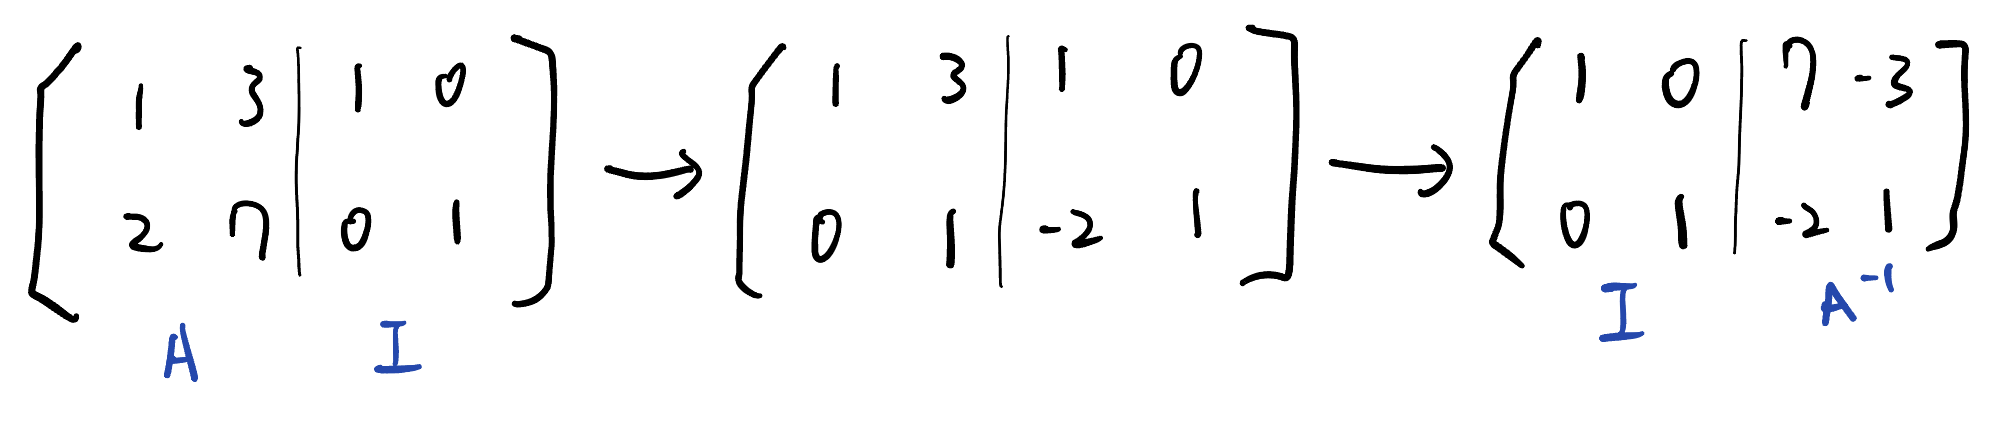 [ 1 3 | 1 0 ] → [ 1 3 | 1 0 ] → [ 1 0 | 7 -3 ]
[ 2 7 | 0 1 ] [ 0 1 | -2 1 ] [ 0 1 | -2 1 ]
A I I A⁻¹